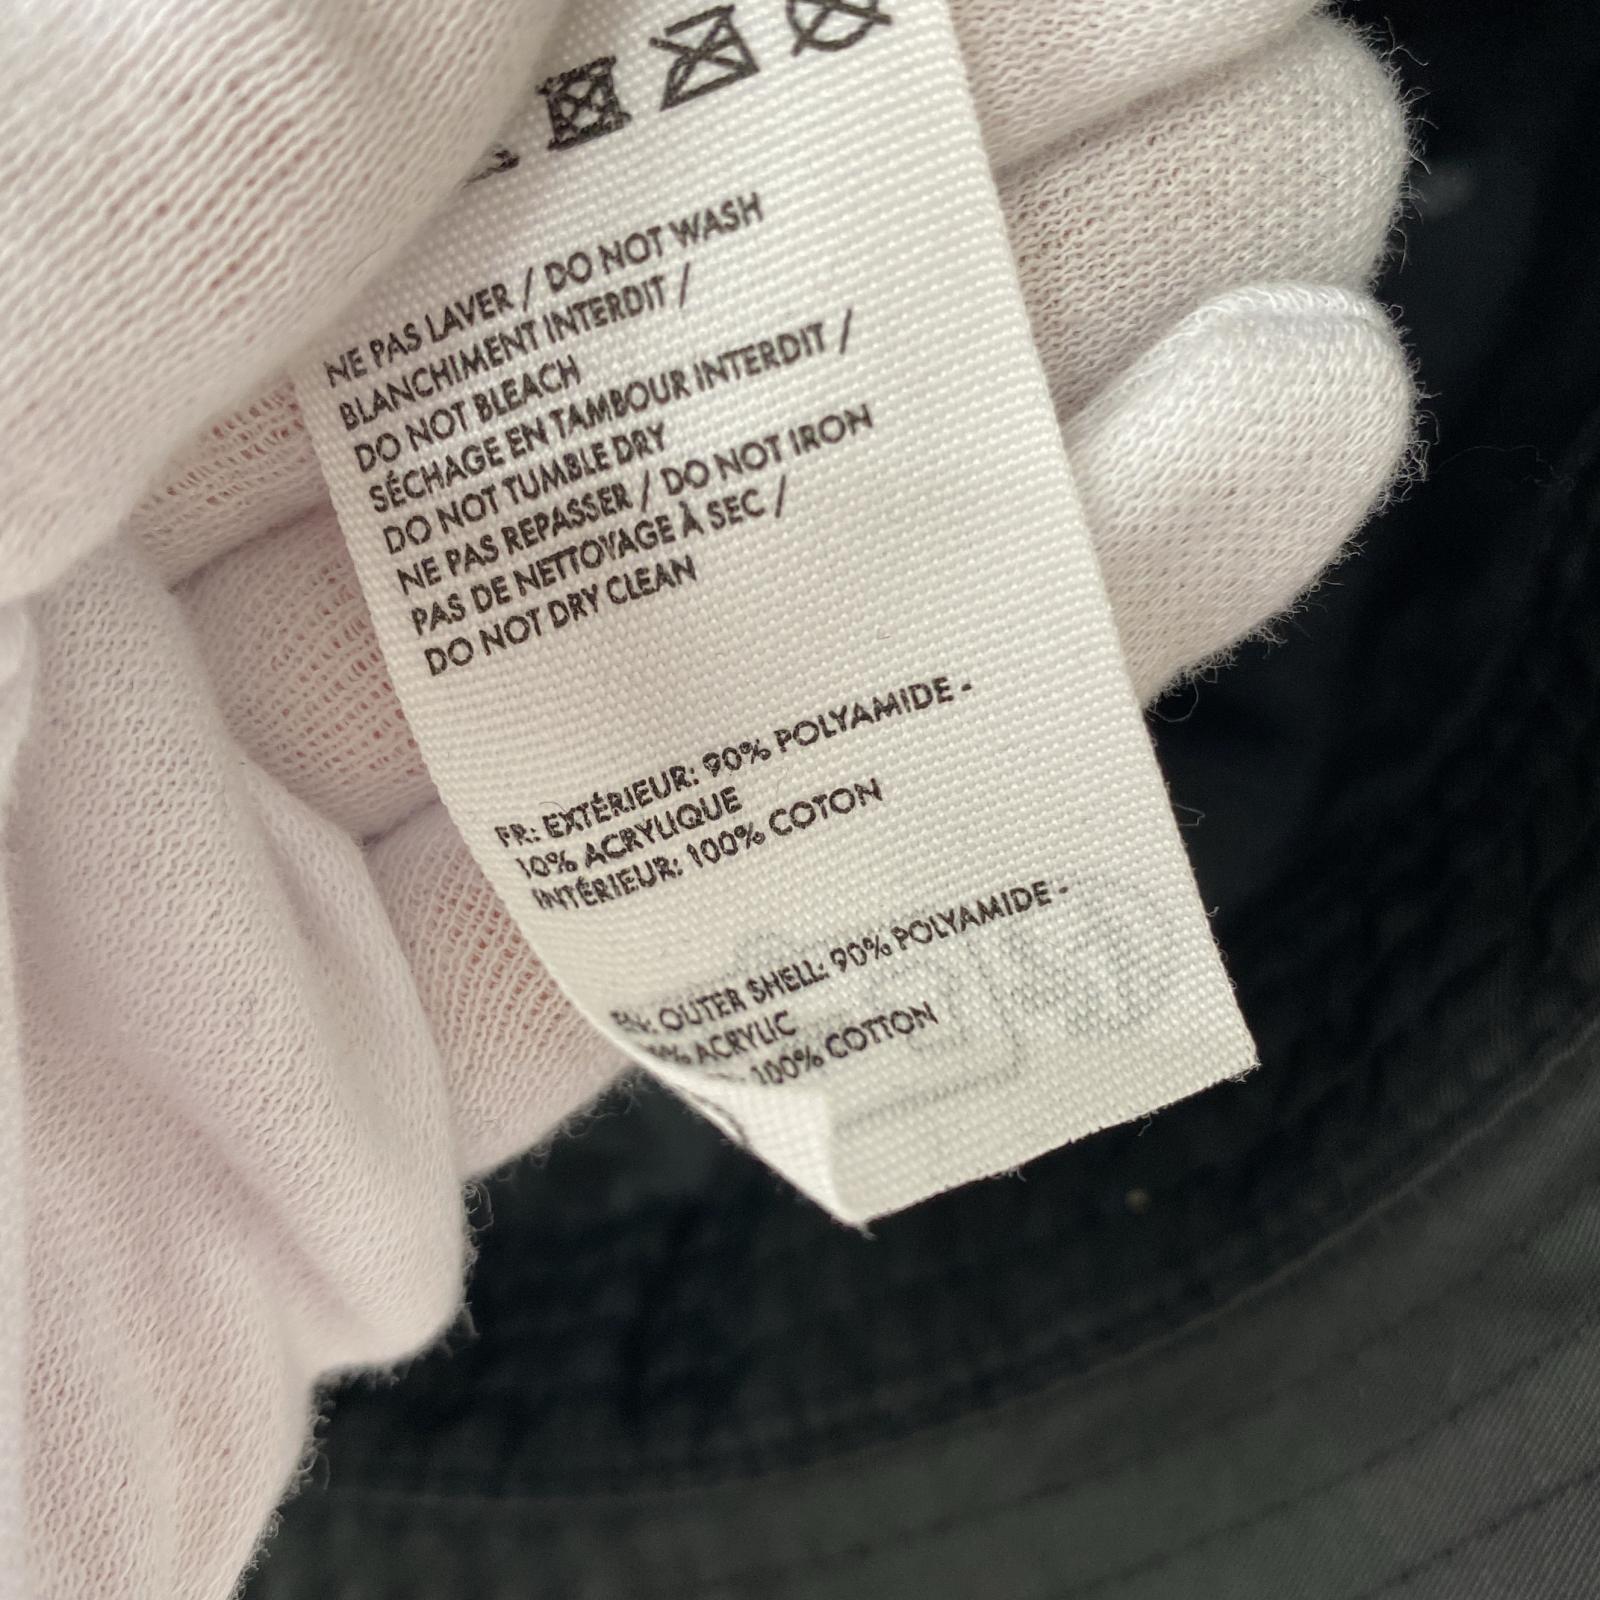 NE PAS LAVER / DO NOT WASH
BLANCHIMENT INTERDIT /
DO NOT BLEACH
SÉCHAGE EN TAMBOUR INTERDIT /
DO NOT TUMBLE DRY
NE PAS REPASSER / DO NOT IRON
PAS DE NETTOYAGE À SEC /
DO NOT DRY CLEAN
FR: EXTÉRIEUR: 90% POLYAMIDE -
10% ACRYLIQUE
INTÉRIEUR: 100% COTON
EN: OUTER SHELL: 90% POLYAMIDE -
ACRYLIC
100% COTTON